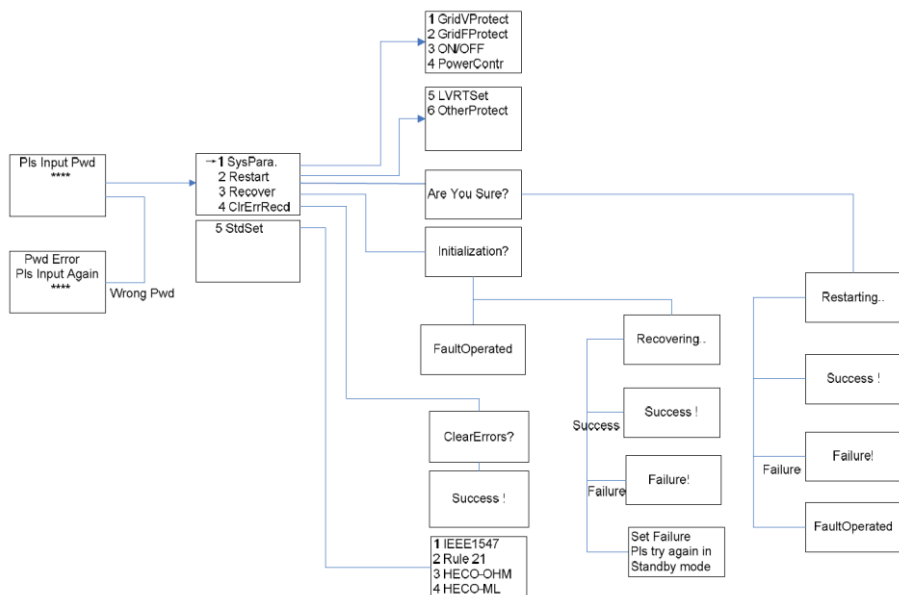 1 GridVProtect
2 GridFProtect
3 ON/OFF
4 PowerContr
5 LVRTSet
6 OtherProtect
Pls Input Pwd
****
→1 SysPara.
2 Restart
3 Recover
4 ClrErrRecd
5 StdSet
Pwd Error
Pls Input Again
****
Wrong Pwd
Are You Sure?
Initialization?
FaultOperated
Recovering..
Success
Success !
Failure
Failure!
Set Failure
Pls try again in
Standby mode
Restarting..
Success !
Failure
Failure!
FaultOperated
ClearErrors?
Success !
1 IEEE1547
2 Rule 21
3 HECO-OHM
4 HECO-ML